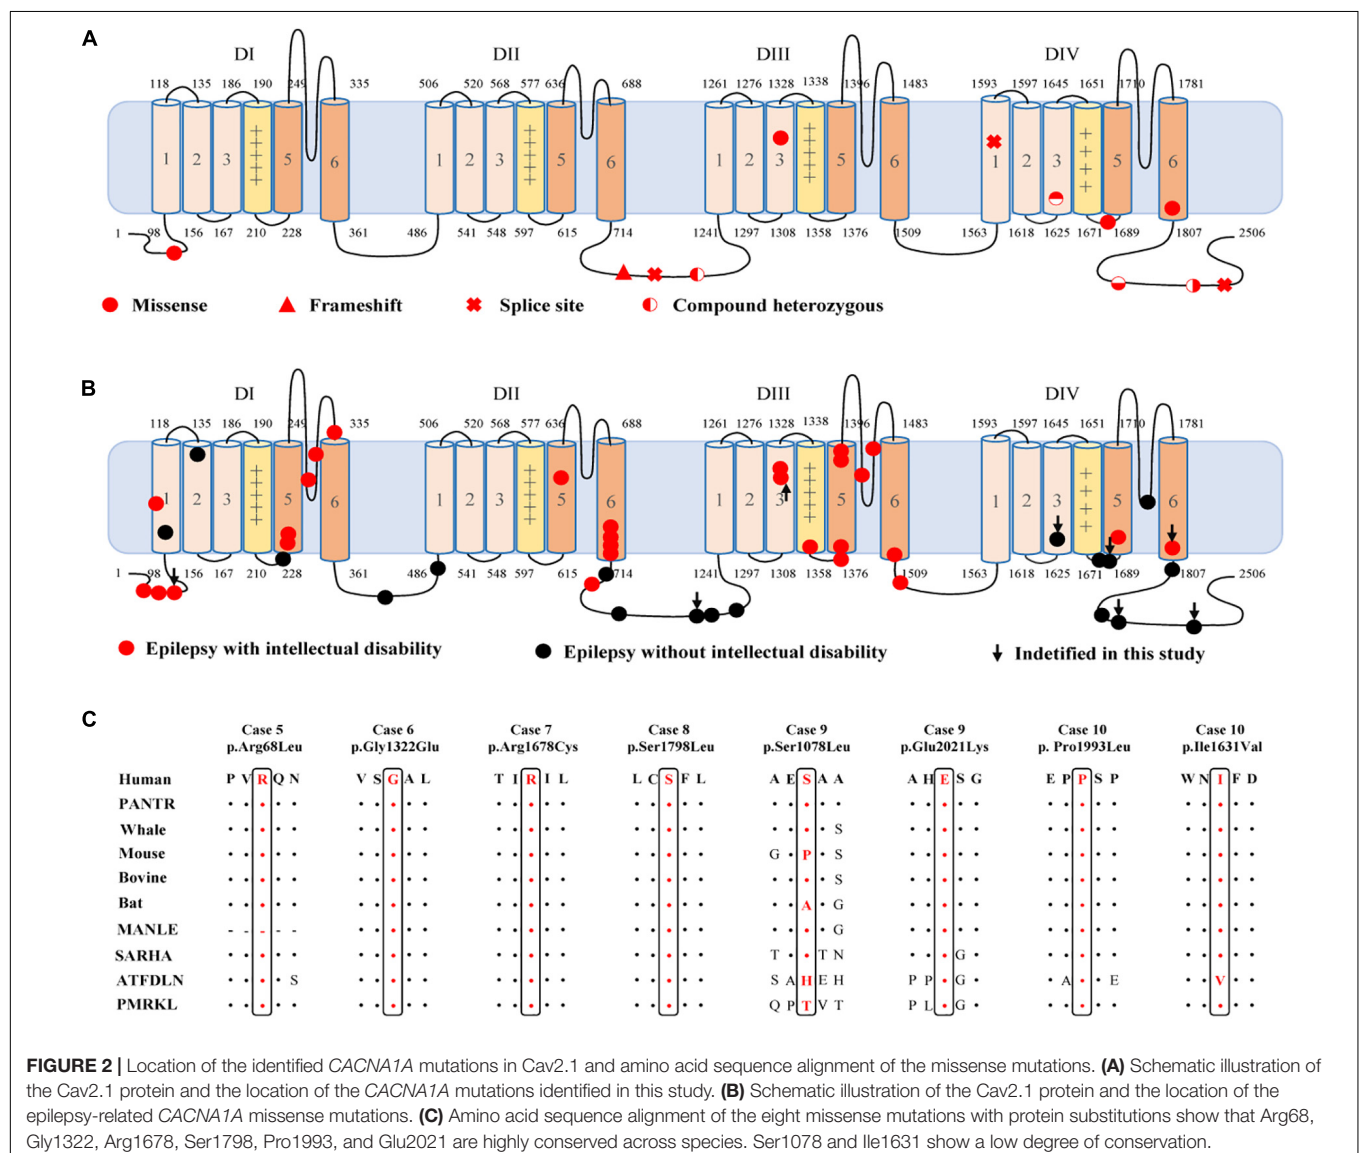 A
DI DII DIII DIV
118 135 186 190 249 335 506 520 568 577 636 688 1261 1276 1328 1338 1396 1483 1593 1597 1645 1651 1710 1781
1 2 3 +++++ 5 6 1 2 3 +++++ 5 6 1 2 3 +++++ 5 6 1 2 3 ++++ 5 6
1 98 156 167 210 228 361 486 541 548 597 615 714 1241 1297 1308 1358 1376 1509 1563 1618 1625 1671 1689 1807 2506
Missense Frameshift Splice site Compound heterozygous
B
DI DII DIII DIV
118 135 186 190 249 335 506 520 568 577 636 688 1261 1276 1328 1338 1396 1483 1593 1597 1645 1651 1710 1781
1 2 3 +++++ 5 6 1 2 3 +++++ 5 6 1 2 3 +++++ 5 6 1 2 3 ++++ 5 6
1 98 156 167 210 228 361 486 541 548 597 615 714 1241 1297 1308 1358 1376 1509 1563 1618 1625 1671 1689 1807 2506
Epilepsy with intellectual disability Epilepsy without intellectual disability Indetified in this study
C
Case 5 Case 6 Case 7 Case 8 Case 9 Case 9 Case 10 Case 10
p.Arg68Leu p.Gly1322Glu p.Arg1678Cys p.Ser1798Leu p.Ser1078Leu p.Glu2021Lys p. Pro1993Leu p.Ile1631Val
Human P V R Q N V S G A L T I R I L L C S F L A E S A A A H E S G E P P S P W N I F D
PANTR • • • • • • • • • • • • • • • • • • • • • • • • • • • • • • • • • • • • • • • •
Whale • • • • • • • • • • • • • • • • • • • • • • • • S • • • • • • • • • • • • • • •
Mouse • • • • • • • • • • • • • • • • • • • • G • P • S • • • • • • • • • • • • • • •
Bovine • • • • • • • • • • • • • • • • • • • • • • • • S • • • • • • • • • • • • • • •
Bat • • • • • • • • • • • • • • • • • • • • • • A • G • • • • • • • • • • • • • • •
MANLE - - - - - • • • • • • • • • • • • • • • • • • • G • • • • • • • • • • • • • • •
SARHA • • • • • • • • • • • • • • • • • • • • T • • T N • • • G • • • • • • • • • • •
ATFDLN • • • • S • • • • • • • • • • • • • • • S A H E H P P • G • • A • • E • • V • •
PMRKL • • • • • • • • • • • • • • • • • • • • Q P T V T P L • G • • • • • • • • • • •
FIGURE 2 | Location of the identified CACNA1A mutations in Cav2.1 and amino acid sequence alignment of the missense mutations. (A) Schematic illustration of
the Cav2.1 protein and the location of the CACNA1A mutations identified in this study. (B) Schematic illustration of the Cav2.1 protein and the location of the
epilepsy-related CACNA1A missense mutations. (C) Amino acid sequence alignment of the eight missense mutations with protein substitutions show that Arg68,
Gly1322, Arg1678, Ser1798, Pro1993, and Glu2021 are highly conserved across species. Ser1078 and Ile1631 show a low degree of conservation.